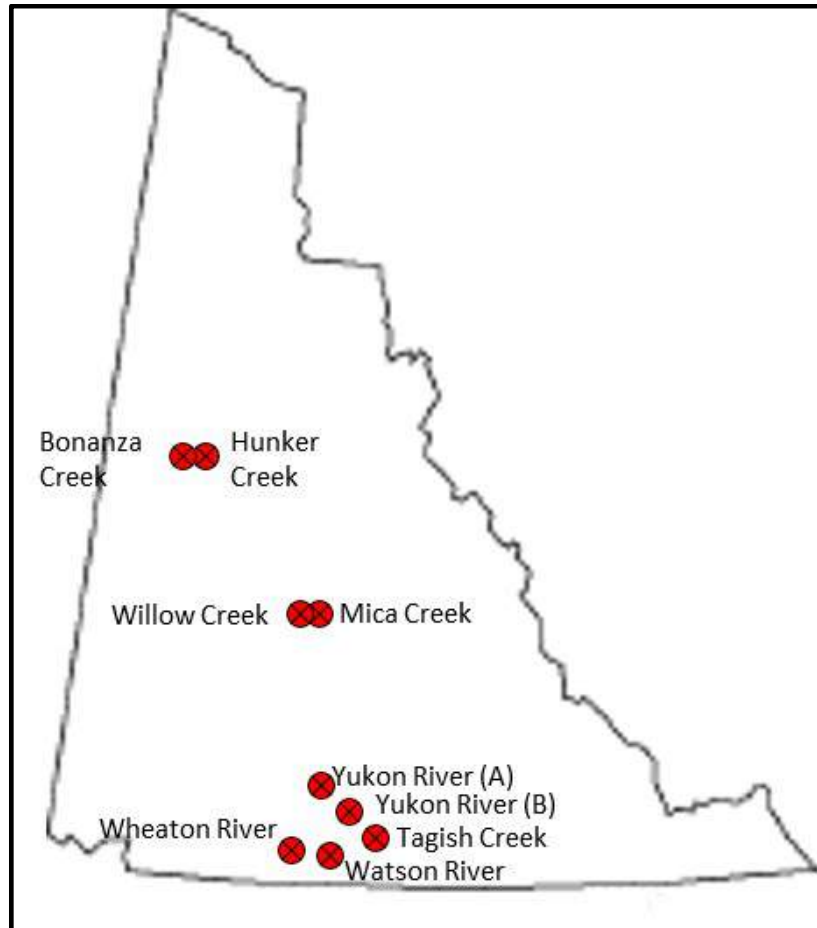 Bonanza
Creek
Hunker
Creek
Willow Creek
Mica Creek
Yukon River (A)
Yukon River (B)
Wheaton River
Tagish Creek
Watson River